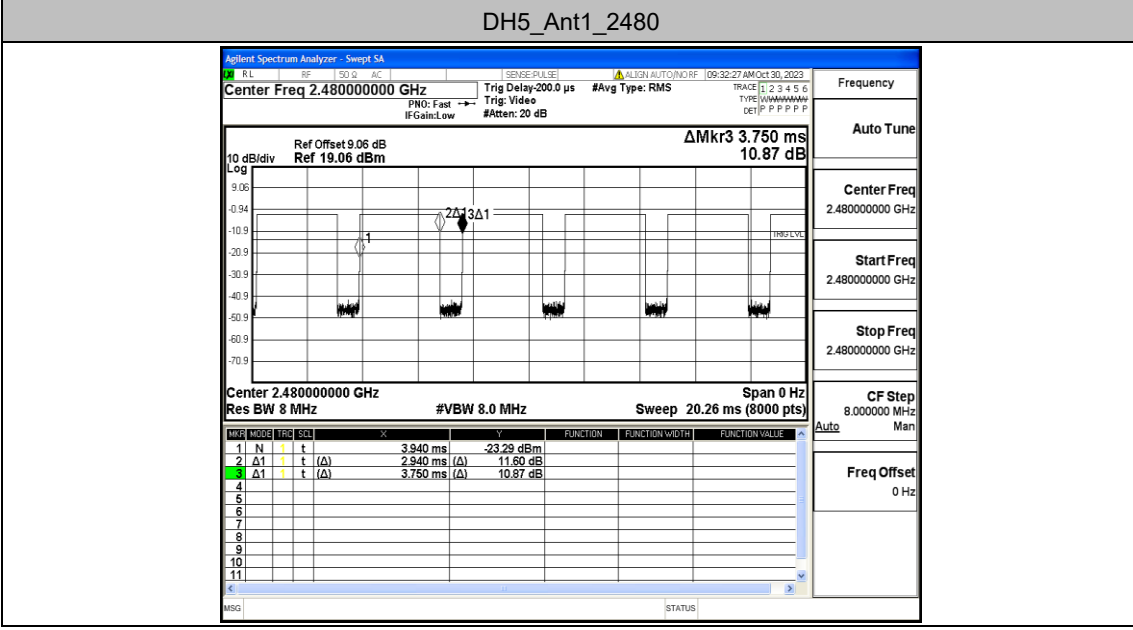 DH5_Ant1_2480
Agilent Spectrum Analyzer - Swept SA
RL RF 50 Ω AC SENSE:PULSE ALIGN AUTO/NO RF 09:32:27 AM Oct 30, 2023
Center Freq 2.480000000 GHz
PNO: Fast
IFGain:Low
Trig Delay-200.0 µs
Trig: Video
#Atten: 20 dB
#Avg Type: RMS
TRACE 1 2 3 4 5 6
TYPE
DET P P P P P P
Frequency
Auto Tune
Center Freq
2.480000000 GHz
Start Freq
2.480000000 GHz
Stop Freq
2.480000000 GHz
CF Step
8.000000 MHz
Auto Man
Freq Offset
0 Hz
ΔMkr3 3.750 ms
10.87 dB
Ref Offset 9.06 dB
10 dB/div Ref 19.06 dBm
Log
9.06
-0.94
-10.9
-20.9
-30.9
-40.9
-50.9
-60.9
-70.9
2Δ1 3Δ1
1
TRIG LVL
Center 2.480000000 GHz Span 0 Hz
Res BW 8 MHz #VBW 8.0 MHz Sweep 20.26 ms (8000 pts)
MKR MODE TRC SCL X Y FUNCTION FUNCTION WIDTH FUNCTION VALUE
1 N 1 t 3.940 ms -23.29 dBm
2 Δ1 1 t (Δ) 2.940 ms (Δ) 11.60 dB
3 Δ1 1 t (Δ) 3.750 ms (Δ) 10.87 dB
4
5
6
7
8
9
10
11
MSG STATUS